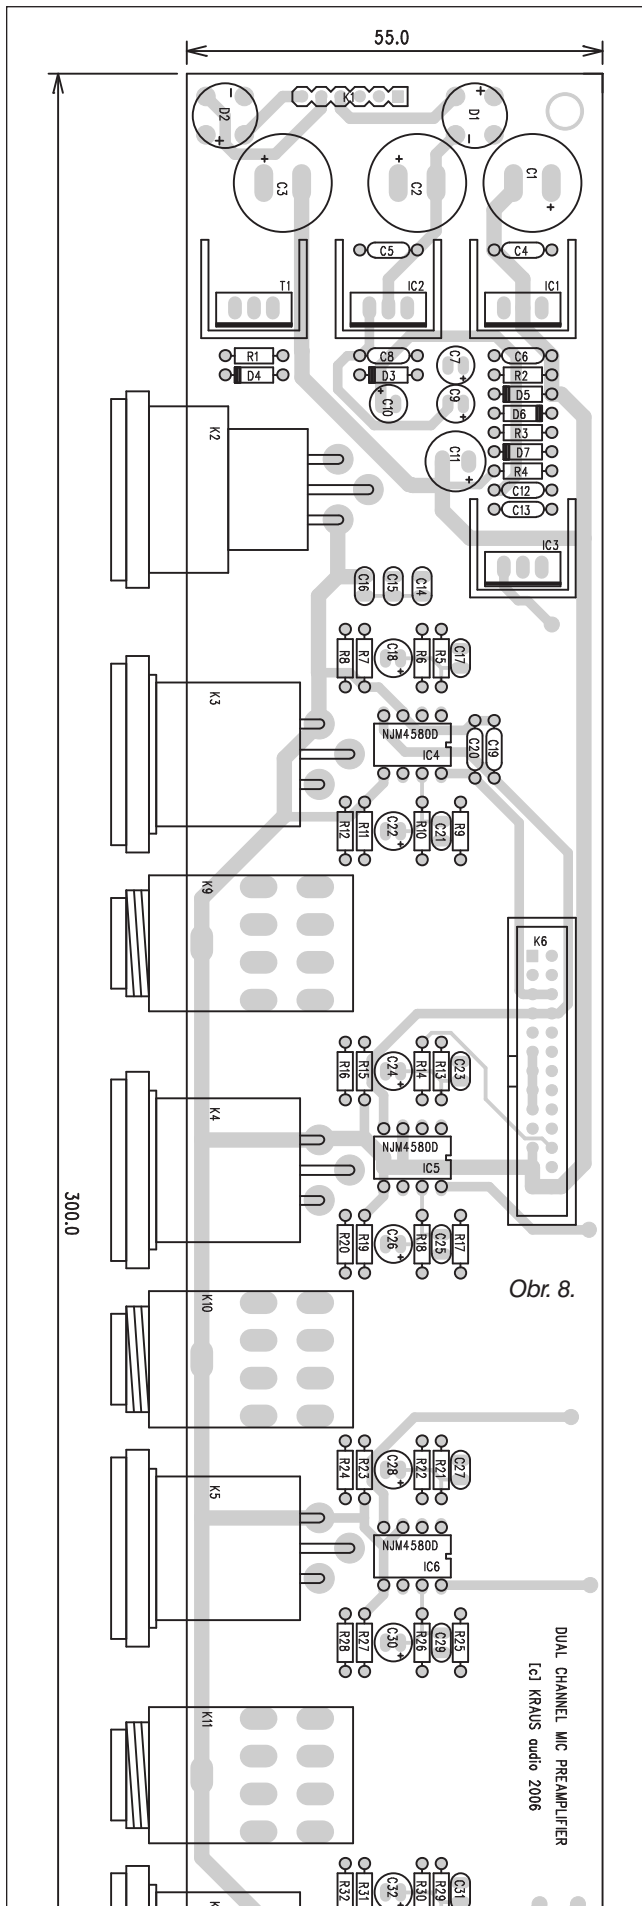 55.0
D2
-
+
K1
D1
+
-
C3
+
C2
+
C1
+
C5
C4
T1
IC2
IC1
R1
C8
C7
+
C6
D4
D3
R2
D5
C10
+
C9
+
D6
K2
R3
C11
+
D7
R4
C12
C13
IC3
C16
C15
C14
R8
R7
C18
+
R6
R5
C17
K3
NJM4580D
IC4
C20
C19
R12
R11
C22
+
R10
C21
R9
K9
K6
R16
R15
C24
+
R14
R13
C23
K4
NJM4580D
IC5
300.0
R20
R19
C26
+
R18
C25
R17
Obr. 8.
K10
R24
R23
C28
+
R22
R21
C27
K5
NJM4580D
IC6
R28
R27
C30
+
R26
C29
R25
DUAL CHANNEL MIC PREAMPLIFIER
[c] KRAUS audio 2006
K11
R32
R31
C32
+
R30
R29
C31